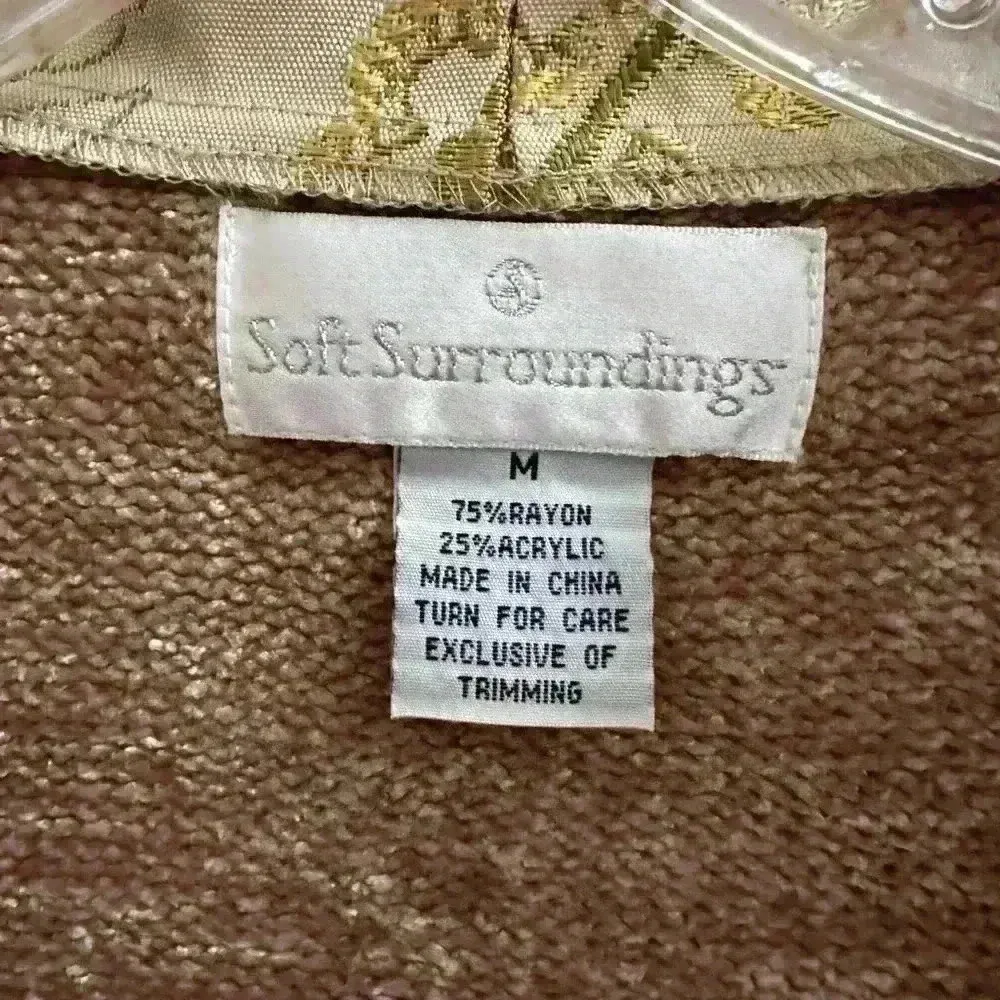 Soft Surroundings
M
75%RAYON
25%ACRYLIC
MADE IN CHINA
TURN FOR CARE
EXCLUSIVE OF
TRIMMING